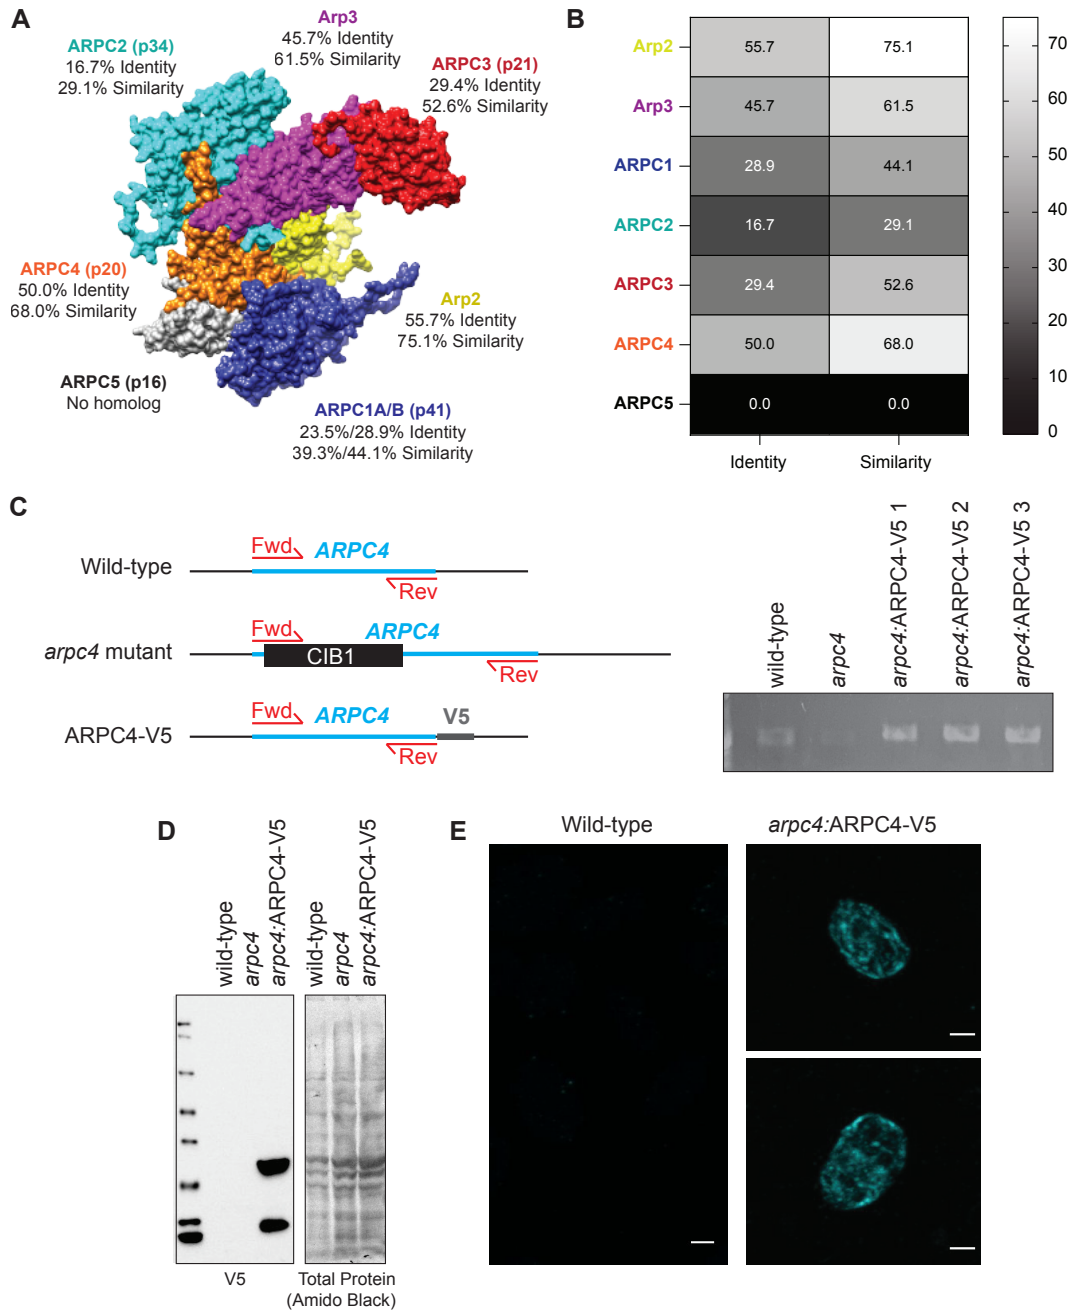 A
Arp3
45.7% Identity
61.5% Similarity
ARPC2 (p34)
16.7% Identity
29.1% Similarity
ARPC3 (p21)
29.4% Identity
52.6% Similarity
ARPC4 (p20)
50.0% Identity
68.0% Similarity
Arp2
55.7% Identity
75.1% Similarity
ARPC5 (p16)
No homolog
ARPC1A/B (p41)
23.5%/28.9% Identity
39.3%/44.1% Similarity
B
Arp2 55.7 75.1
Arp3 45.7 61.5
ARPC1 28.9 44.1
ARPC2 16.7 29.1
ARPC3 29.4 52.6
ARPC4 50.0 68.0
ARPC5 0.0 0.0
Identity Similarity
70
60
50
40
30
20
10
0
C
Wild-type
Fwd ARPC4
Rev
arpc4 mutant
Fwd ARPC4
CIB1
Rev
ARPC4-V5
Fwd ARPC4 V5
Rev
wild-type
arpc4
arpc4:ARPC4-V5 1
arpc4:ARPC4-V5 2
arpc4:ARPC4-V5 3
D
wild-type
arpc4
arpc4:ARPC4-V5
wild-type
arpc4
arpc4:ARPC4-V5
V5
Total Protein
(Amido Black)
E
Wild-type
arpc4:ARPC4-V5